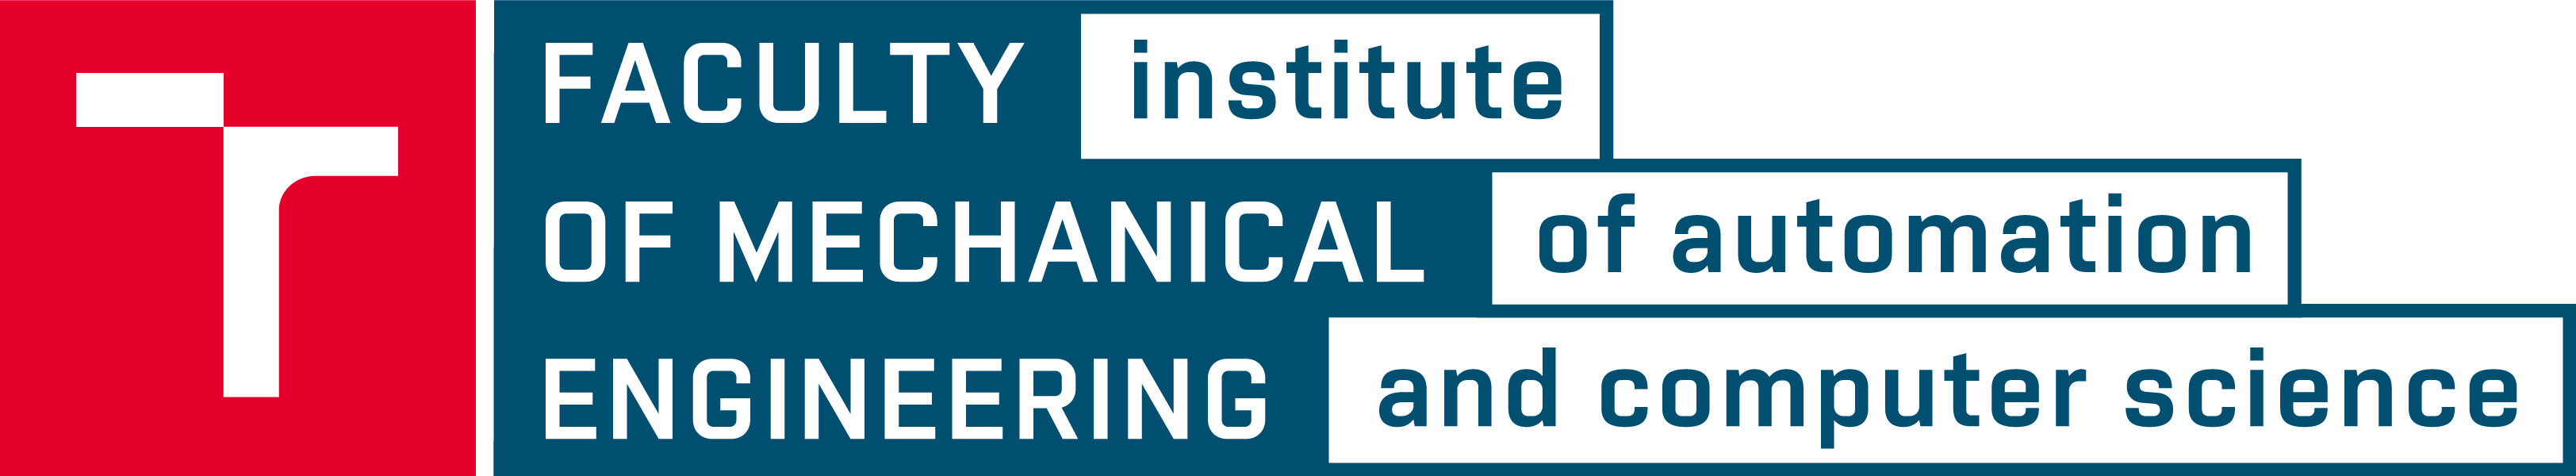 FACULTY institute
OF MECHANICAL of automation
ENGINEERING and computer science